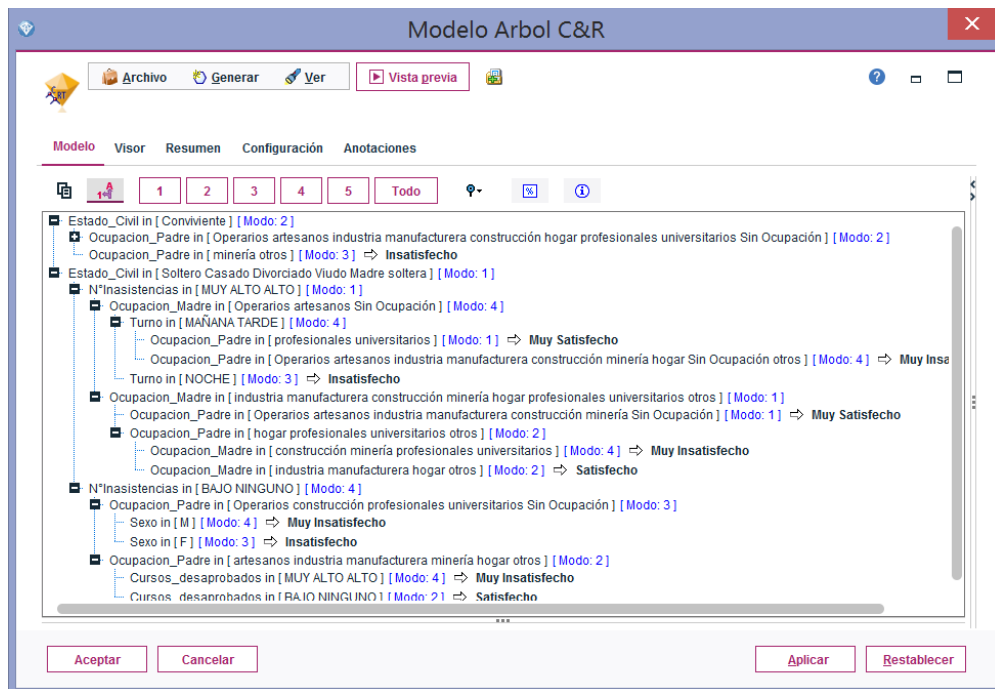 Modelo Arbol C&R
Archivo Generar Ver Vista previa
Modelo Visor Resumen Configuración Anotaciones
1 2 3 4 5 Todo %
Estado_Civil in [ Conviviente ] [ Modo: 2 ]
Ocupacion_Padre in [ Operarios artesanos industria manufacturera construcción hogar profesionales universitarios Sin Ocupación ] [ Modo: 2 ]
Ocupacion_Padre in [ minería otros ] [ Modo: 3 ] ⇨ Insatisfecho
Estado_Civil in [ Soltero Casado Divorciado Viudo Madre soltera ] [ Modo: 1 ]
N°Inasistencias in [ MUY ALTO ALTO ] [ Modo: 1 ]
Ocupacion_Madre in [ Operarios artesanos Sin Ocupación ] [ Modo: 4 ]
Turno in [ MAÑANA TARDE ] [ Modo: 4 ]
Ocupacion_Padre in [ profesionales universitarios ] [ Modo: 1 ] ⇨ Muy Satisfecho
Ocupacion_Padre in [ Operarios artesanos industria manufacturera construcción minería hogar Sin Ocupación otros ] [ Modo: 4 ] ⇨ Muy Insa
Turno in [ NOCHE ] [ Modo: 3 ] ⇨ Insatisfecho
Ocupacion_Madre in [ industria manufacturera construcción minería hogar profesionales universitarios otros ] [ Modo: 1 ]
Ocupacion_Padre in [ Operarios artesanos industria manufacturera construcción minería Sin Ocupación ] [ Modo: 1 ] ⇨ Muy Satisfecho
Ocupacion_Padre in [ hogar profesionales universitarios otros ] [ Modo: 2 ]
Ocupacion_Madre in [ construcción minería profesionales universitarios ] [ Modo: 4 ] ⇨ Muy Insatisfecho
Ocupacion_Madre in [ industria manufacturera hogar otros ] [ Modo: 2 ] ⇨ Satisfecho
N°Inasistencias in [ BAJO NINGUNO ] [ Modo: 4 ]
Ocupacion_Padre in [ Operarios construcción profesionales universitarios Sin Ocupación ] [ Modo: 3 ]
Sexo in [ M ] [ Modo: 4 ] ⇨ Muy Insatisfecho
Sexo in [ F ] [ Modo: 3 ] ⇨ Insatisfecho
Ocupacion_Padre in [ artesanos industria manufacturera minería hogar otros ] [ Modo: 2 ]
Cursos_desaprobados in [ MUY ALTO ALTO ] [ Modo: 4 ] ⇨ Muy Insatisfecho
Cursos_desaprobados in [ BAJO NINGUNO ] [ Modo: 2 ] ⇨ Satisfecho
Aceptar Cancelar Aplicar Restablecer